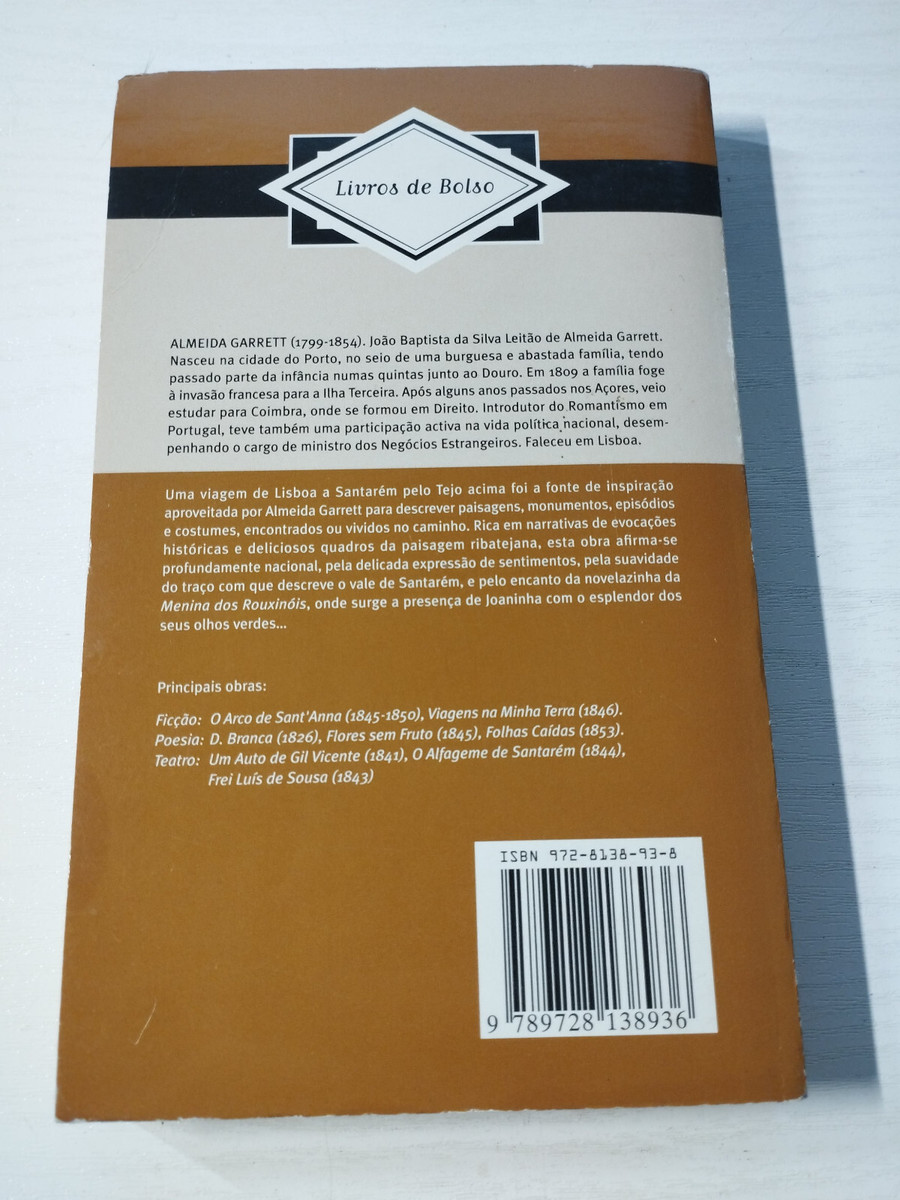 Livros de Bolso
ALMEIDA GARRETT (1799-1854). João Baptista da Silva Leitão de Almeida Garrett.
Nasceu na cidade do Porto, no seio de uma burguesa e abastada família, tendo
passado parte da infância numas quintas junto ao Douro. Em 1809 a família foge
à invasão francesa para a Ilha Terceira. Após alguns anos passados nos Açores, veio
estudar para Coimbra, onde se formou em Direito. Introdutor do Romantismo em
Portugal, teve também uma participação activa na vida política nacional, desem-
penhando o cargo de ministro dos Negócios Estrangeiros. Faleceu em Lisboa.
Uma viagem de Lisboa a Santarém pelo Tejo acima foi a fonte de inspiração
aproveitada por Almeida Garrett para descrever paisagens, monumentos, episódios
e costumes, encontrados ou vividos no caminho. Rica em narrativas de evocações
históricas e deliciosos quadros da paisagem ribatejana, esta obra afirma-se
profundamente nacional, pela delicada expressão de sentimentos, pela suavidade
do traço com que descreve o vale de Santarém, e pelo encanto da novelazinha da
Menina dos Rouxinóis, onde surge a presença de Joaninha com o esplendor dos
seus olhos verdes...
Principais obras:
Ficção: O Arco de Sant'Anna (1845-1850), Viagens na Minha Terra (1846).
Poesia: D. Branca (1826), Flores sem Fruto (1845), Folhas Caídas (1853).
Teatro: Um Auto de Gil Vicente (1841), O Alfageme de Santarém (1844),
Frei Luís de Sousa (1843)
ISBN 972-8138-93-8
9 789728 138936